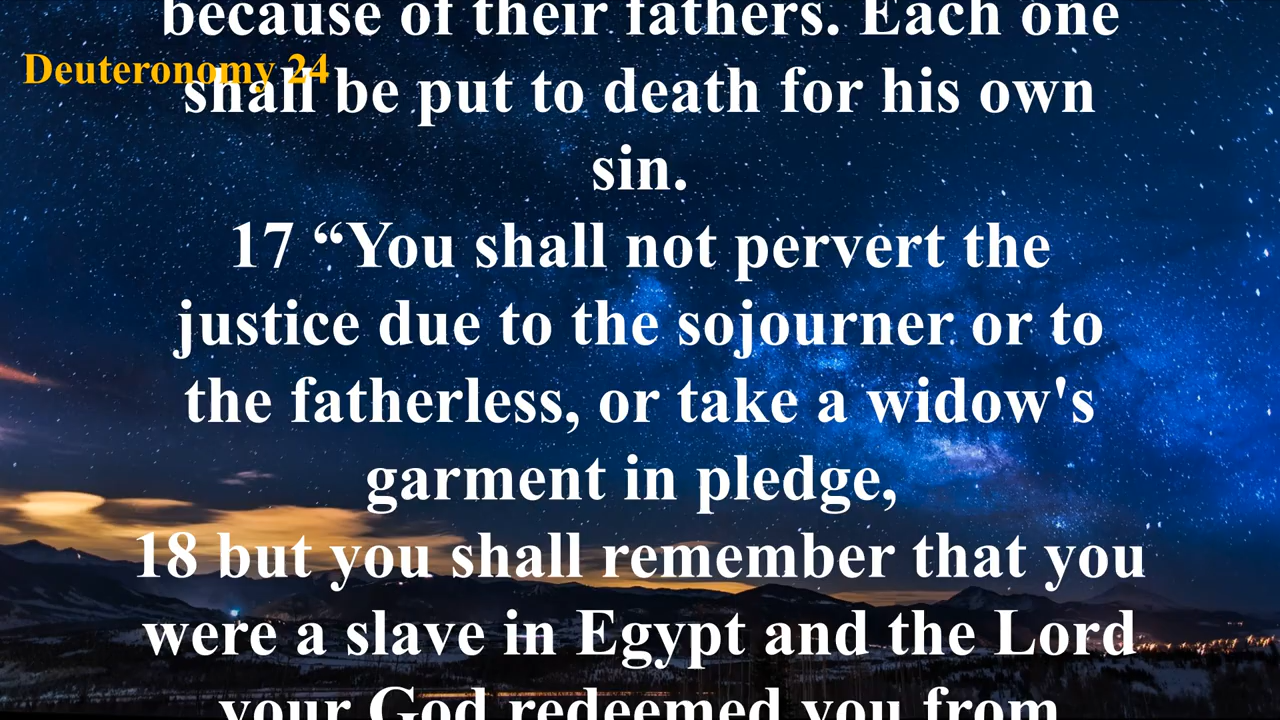 because of their fathers. Each one
Deuteronomy 24
shall be put to death for his own
sin.
17 “You shall not pervert the
justice due to the sojourner or to
the fatherless, or take a widow's
garment in pledge,
18 but you shall remember that you
were a slave in Egypt and the Lord
your God redeemed you from